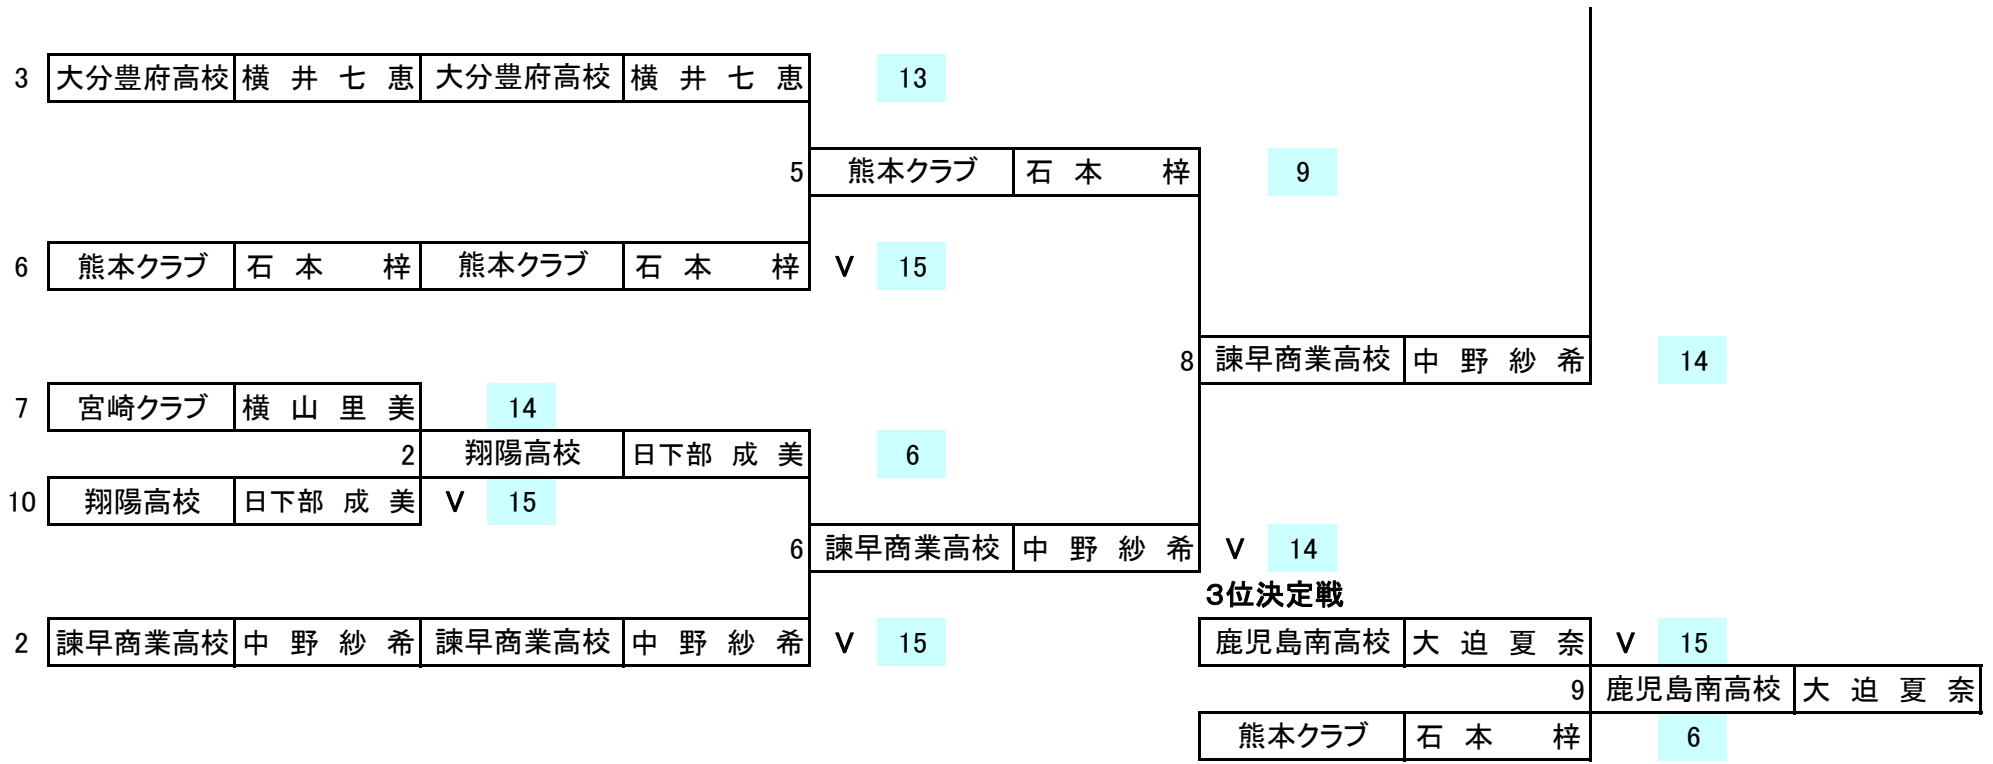 3 大分豊府高校 横 井 七 恵 大分豊府高校 横 井 七 恵 13
5 熊本クラブ 石 本 梓 9
6 熊本クラブ 石 本 梓 熊本クラブ 石 本 梓 V 15
8 諫早商業高校 中 野 紗 希 14
7 宮崎クラブ 横 山 里 美 14
2 翔陽高校 日下部 成 美 6
10 翔陽高校 日下部 成 美 V 15
6 諫早商業高校 中 野 紗 希 V 14
3位決定戦
2 諫早商業高校 中 野 紗 希 諫早商業高校 中 野 紗 希 V 15 鹿児島南高校 大 迫 夏 奈 V 15
9 鹿児島南高校 大 迫 夏 奈
熊本クラブ 石 本 梓 6